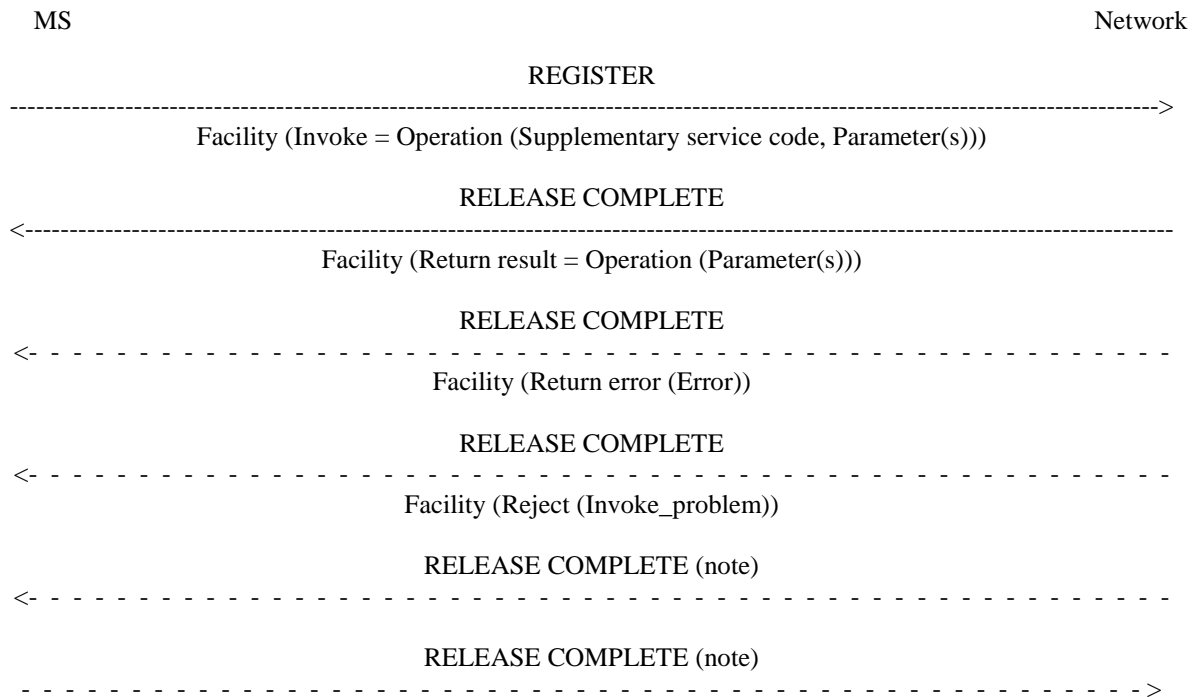 MS Network
REGISTER
Facility (Invoke = Operation (Supplementary service code, Parameter(s)))
RELEASE COMPLETE
Facility (Return result = Operation (Parameter(s)))
RELEASE COMPLETE
Facility (Return error (Error))
RELEASE COMPLETE
Facility (Reject (Invoke_problem))
RELEASE COMPLETE (note)
RELEASE COMPLETE (note)